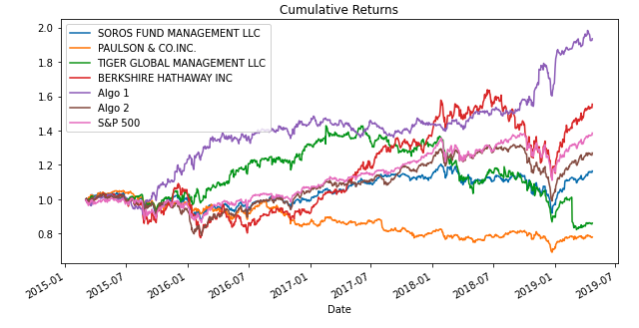 Cumulative Returns
2.0
1.8
1.6
1.4
1.2
1.0
0.8
SOROS FUND MANAGEMENT LLC
PAULSON & CO.INC.
TIGER GLOBAL MANAGEMENT LLC
BERKSHIRE HATHAWAY INC
Algo 1
Algo 2
S&P 500
2015-01
2015-07
2016-01
2016-07
2017-01
2017-07
2018-01
2018-07
2019-01
2019-07
Date